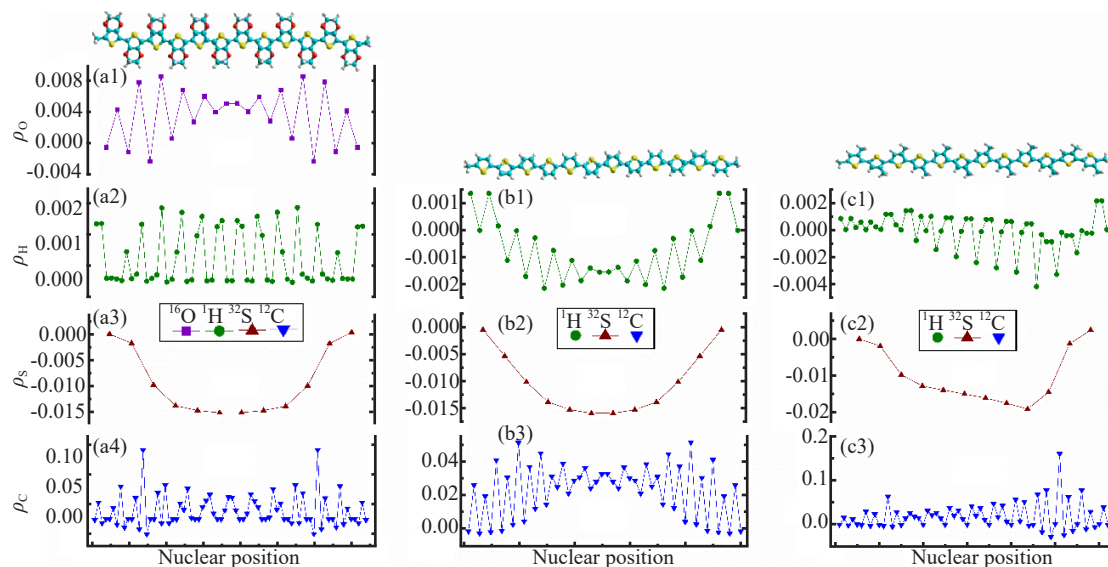 (a1)
0.008
0.004
0.000
-0.004
ρO
(a2)
0.002
0.001
0.000
ρH
16O 1H 32S 12C
(a3)
0.000
-0.005
-0.010
-0.015
ρS
(a4)
0.10
0.05
0.00
ρC
Nuclear position
(b1)
0.001
0.000
-0.001
-0.002
1H 32S 12C
(b2)
0.000
-0.005
-0.010
-0.015
(b3)
0.04
0.02
0.00
Nuclear position
(c1)
0.002
0.000
-0.002
-0.004
1H 32S 12C
(c2)
0.00
-0.01
-0.02
0.2
(c3)
0.1
0.0
Nuclear position